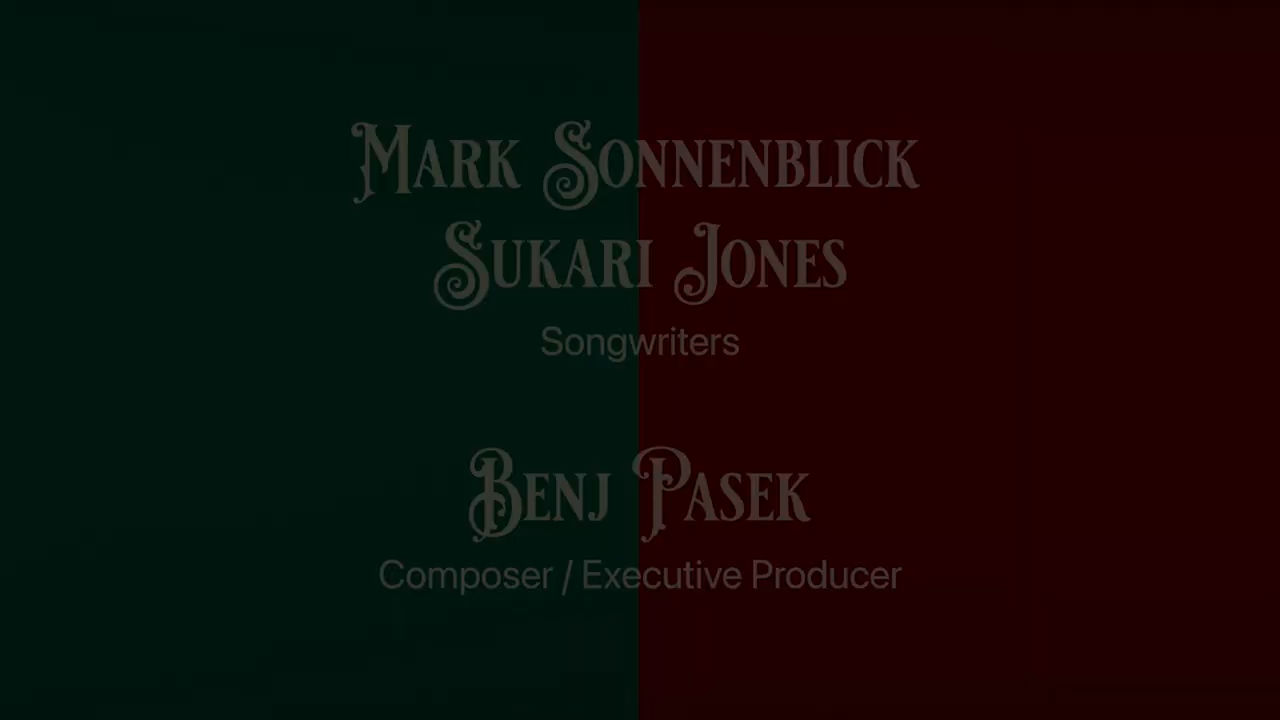 Mark Sonnenblick
Sukari Jones
Songwriters
Benj Pasek
Composer / Executive Producer